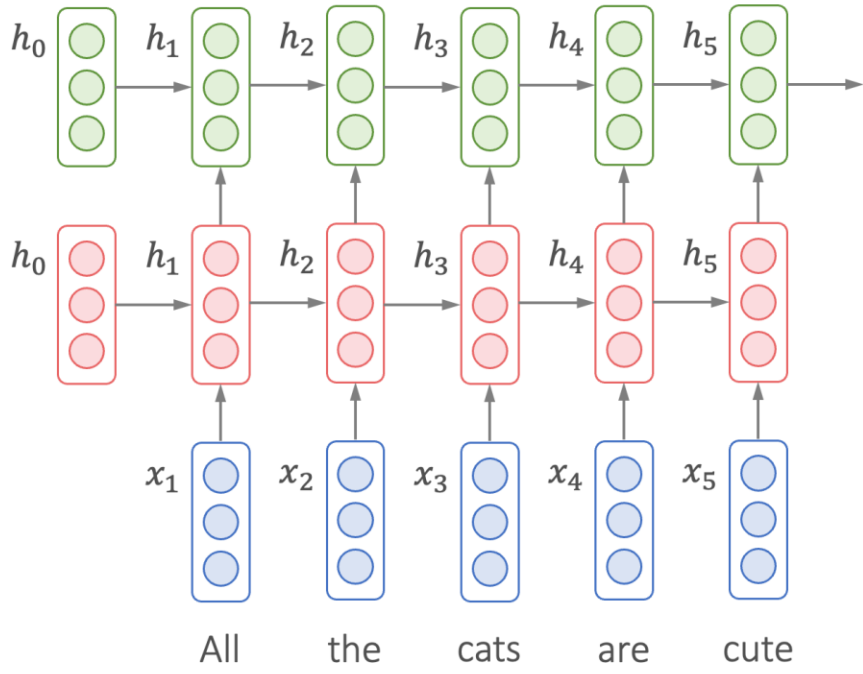 h₀ h₁ h₂ h₃ h₄ h₅
h₀ h₁ h₂ h₃ h₄ h₅
x₁ x₂ x₃ x₄ x₅
All the cats are cute